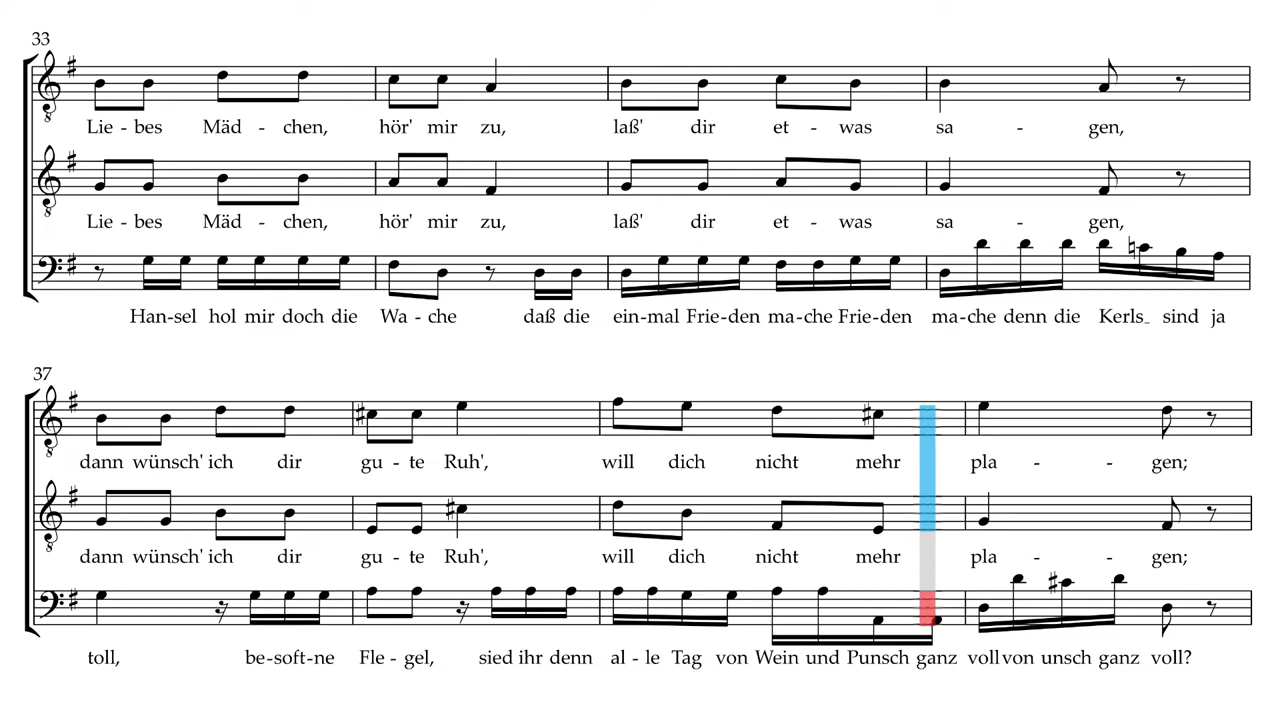 33
Lie - bes Mäd - chen, hör' mir zu, laß' dir et - was sa - gen,
Lie - bes Mäd - chen, hör' mir zu, laß' dir et - was sa - gen,
Han-sel hol mir doch die Wa - che daß die ein-mal Frie-den ma-che Frie-den ma-che denn die Kerls_ sind ja
37
dann wünsch' ich dir gu - te Ruh', will dich nicht mehr pla - - gen;
dann wünsch' ich dir gu - te Ruh', will dich nicht mehr pla - - gen;
toll, be-soft-ne Fle - gel, sied ihr denn al - le Tag von Wein und Punsch ganz voll von unsch ganz voll?